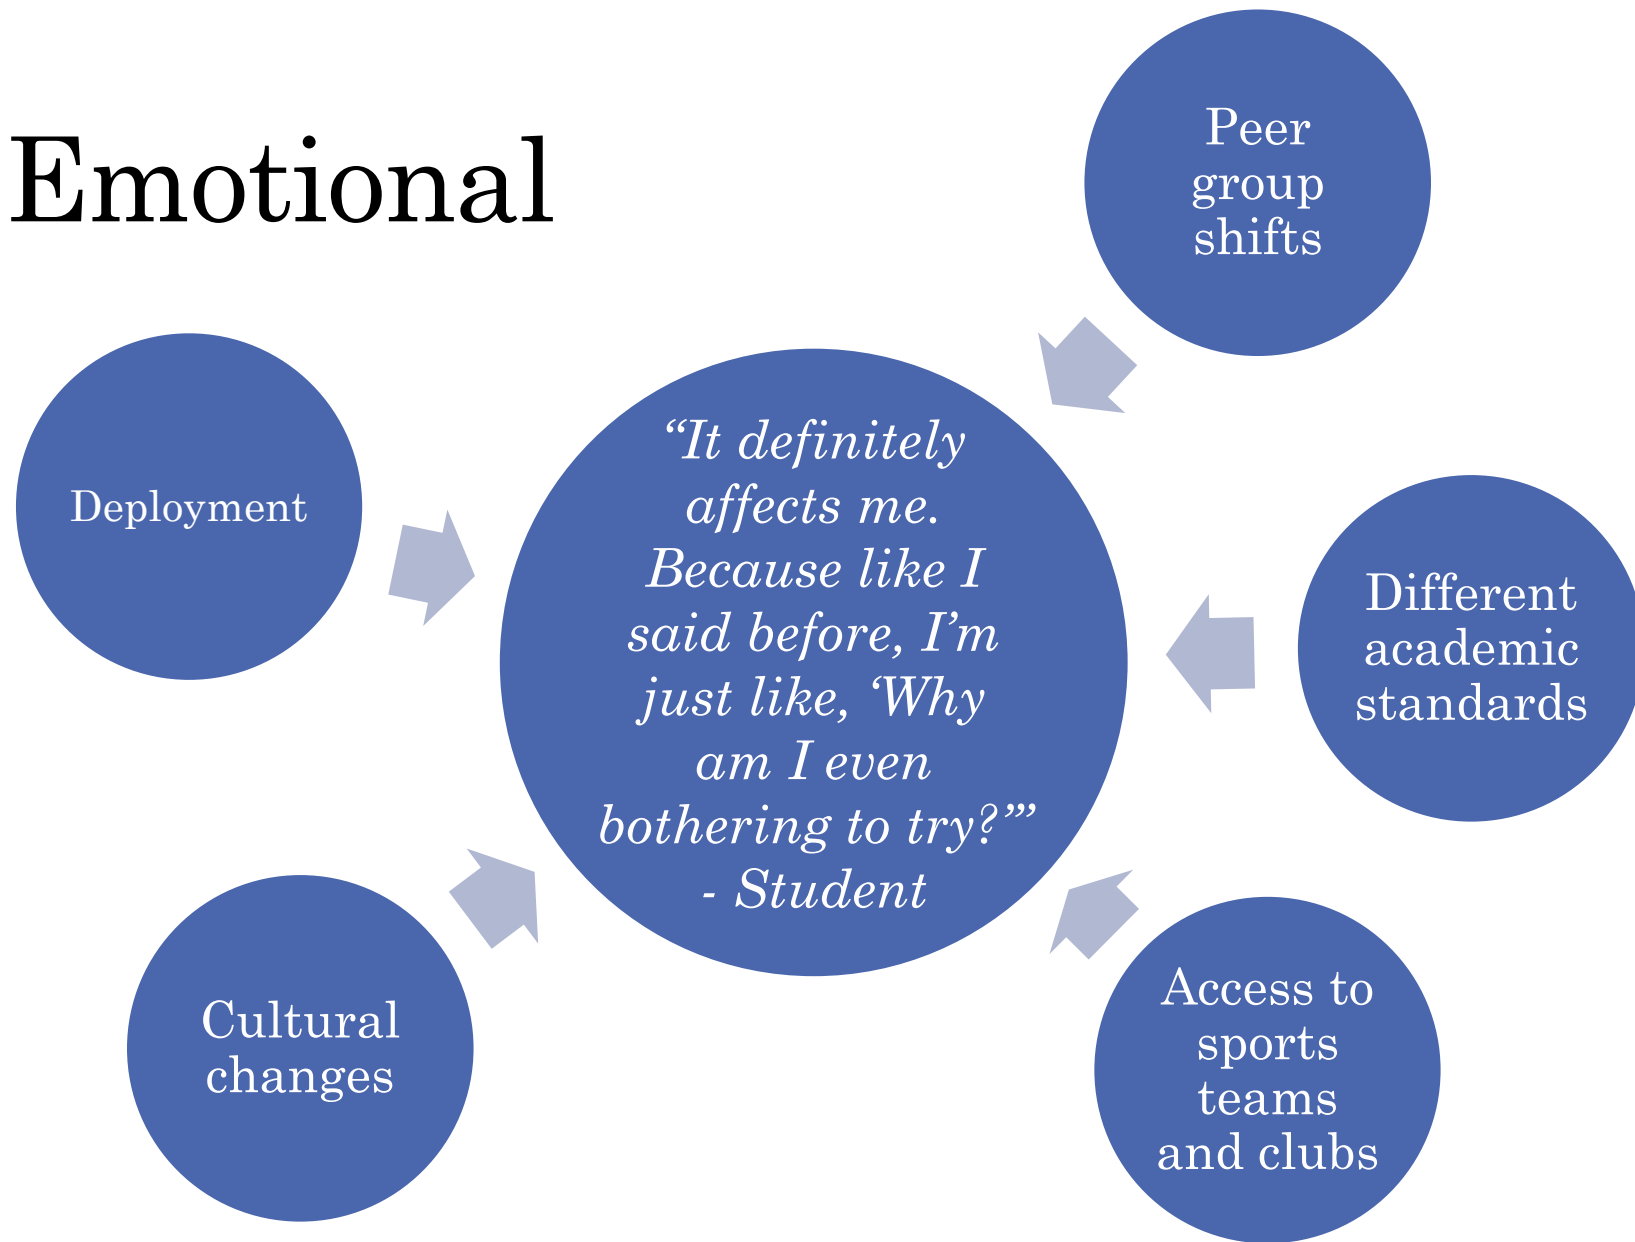 Emotional
Peer
group
shifts
Deployment
“It definitely
affects me.
Because like I
said before, I’m
just like, ‘Why
am I even
bothering to try?’”
- Student
Different
academic
standards
Cultural
changes
Access to
sports
teams
and clubs